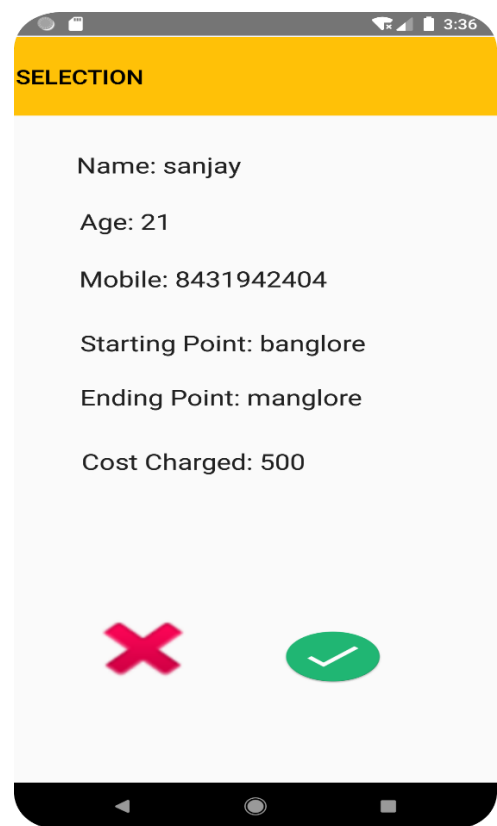 3:36
SELECTION
Name: sanjay
Age: 21
Mobile: 8431942404
Starting Point: banglore
Ending Point: manglore
Cost Charged: 500